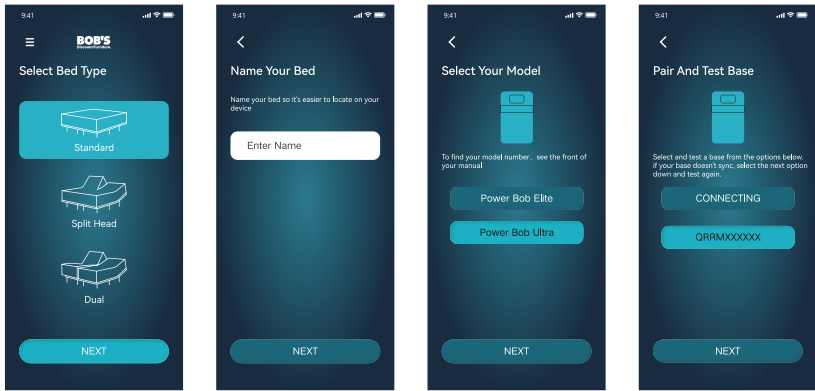 9:41
BOB'S
Discount Furniture
Select Bed Type
Standard
Split Head
Dual
NEXT
9:41
Name Your Bed
Name your bed so it's easier to locate on your
device
Enter Name
NEXT
9:41
Select Your Model
To find your model number, see the front of
your manual
Power Bob Elite
Power Bob Ultra
NEXT
9:41
Pair And Test Base
Select and test a base from the options below.
if your base doesn't sync, select the next option
down and test again.
CONNECTING
QRRMXXXXXX
NEXT